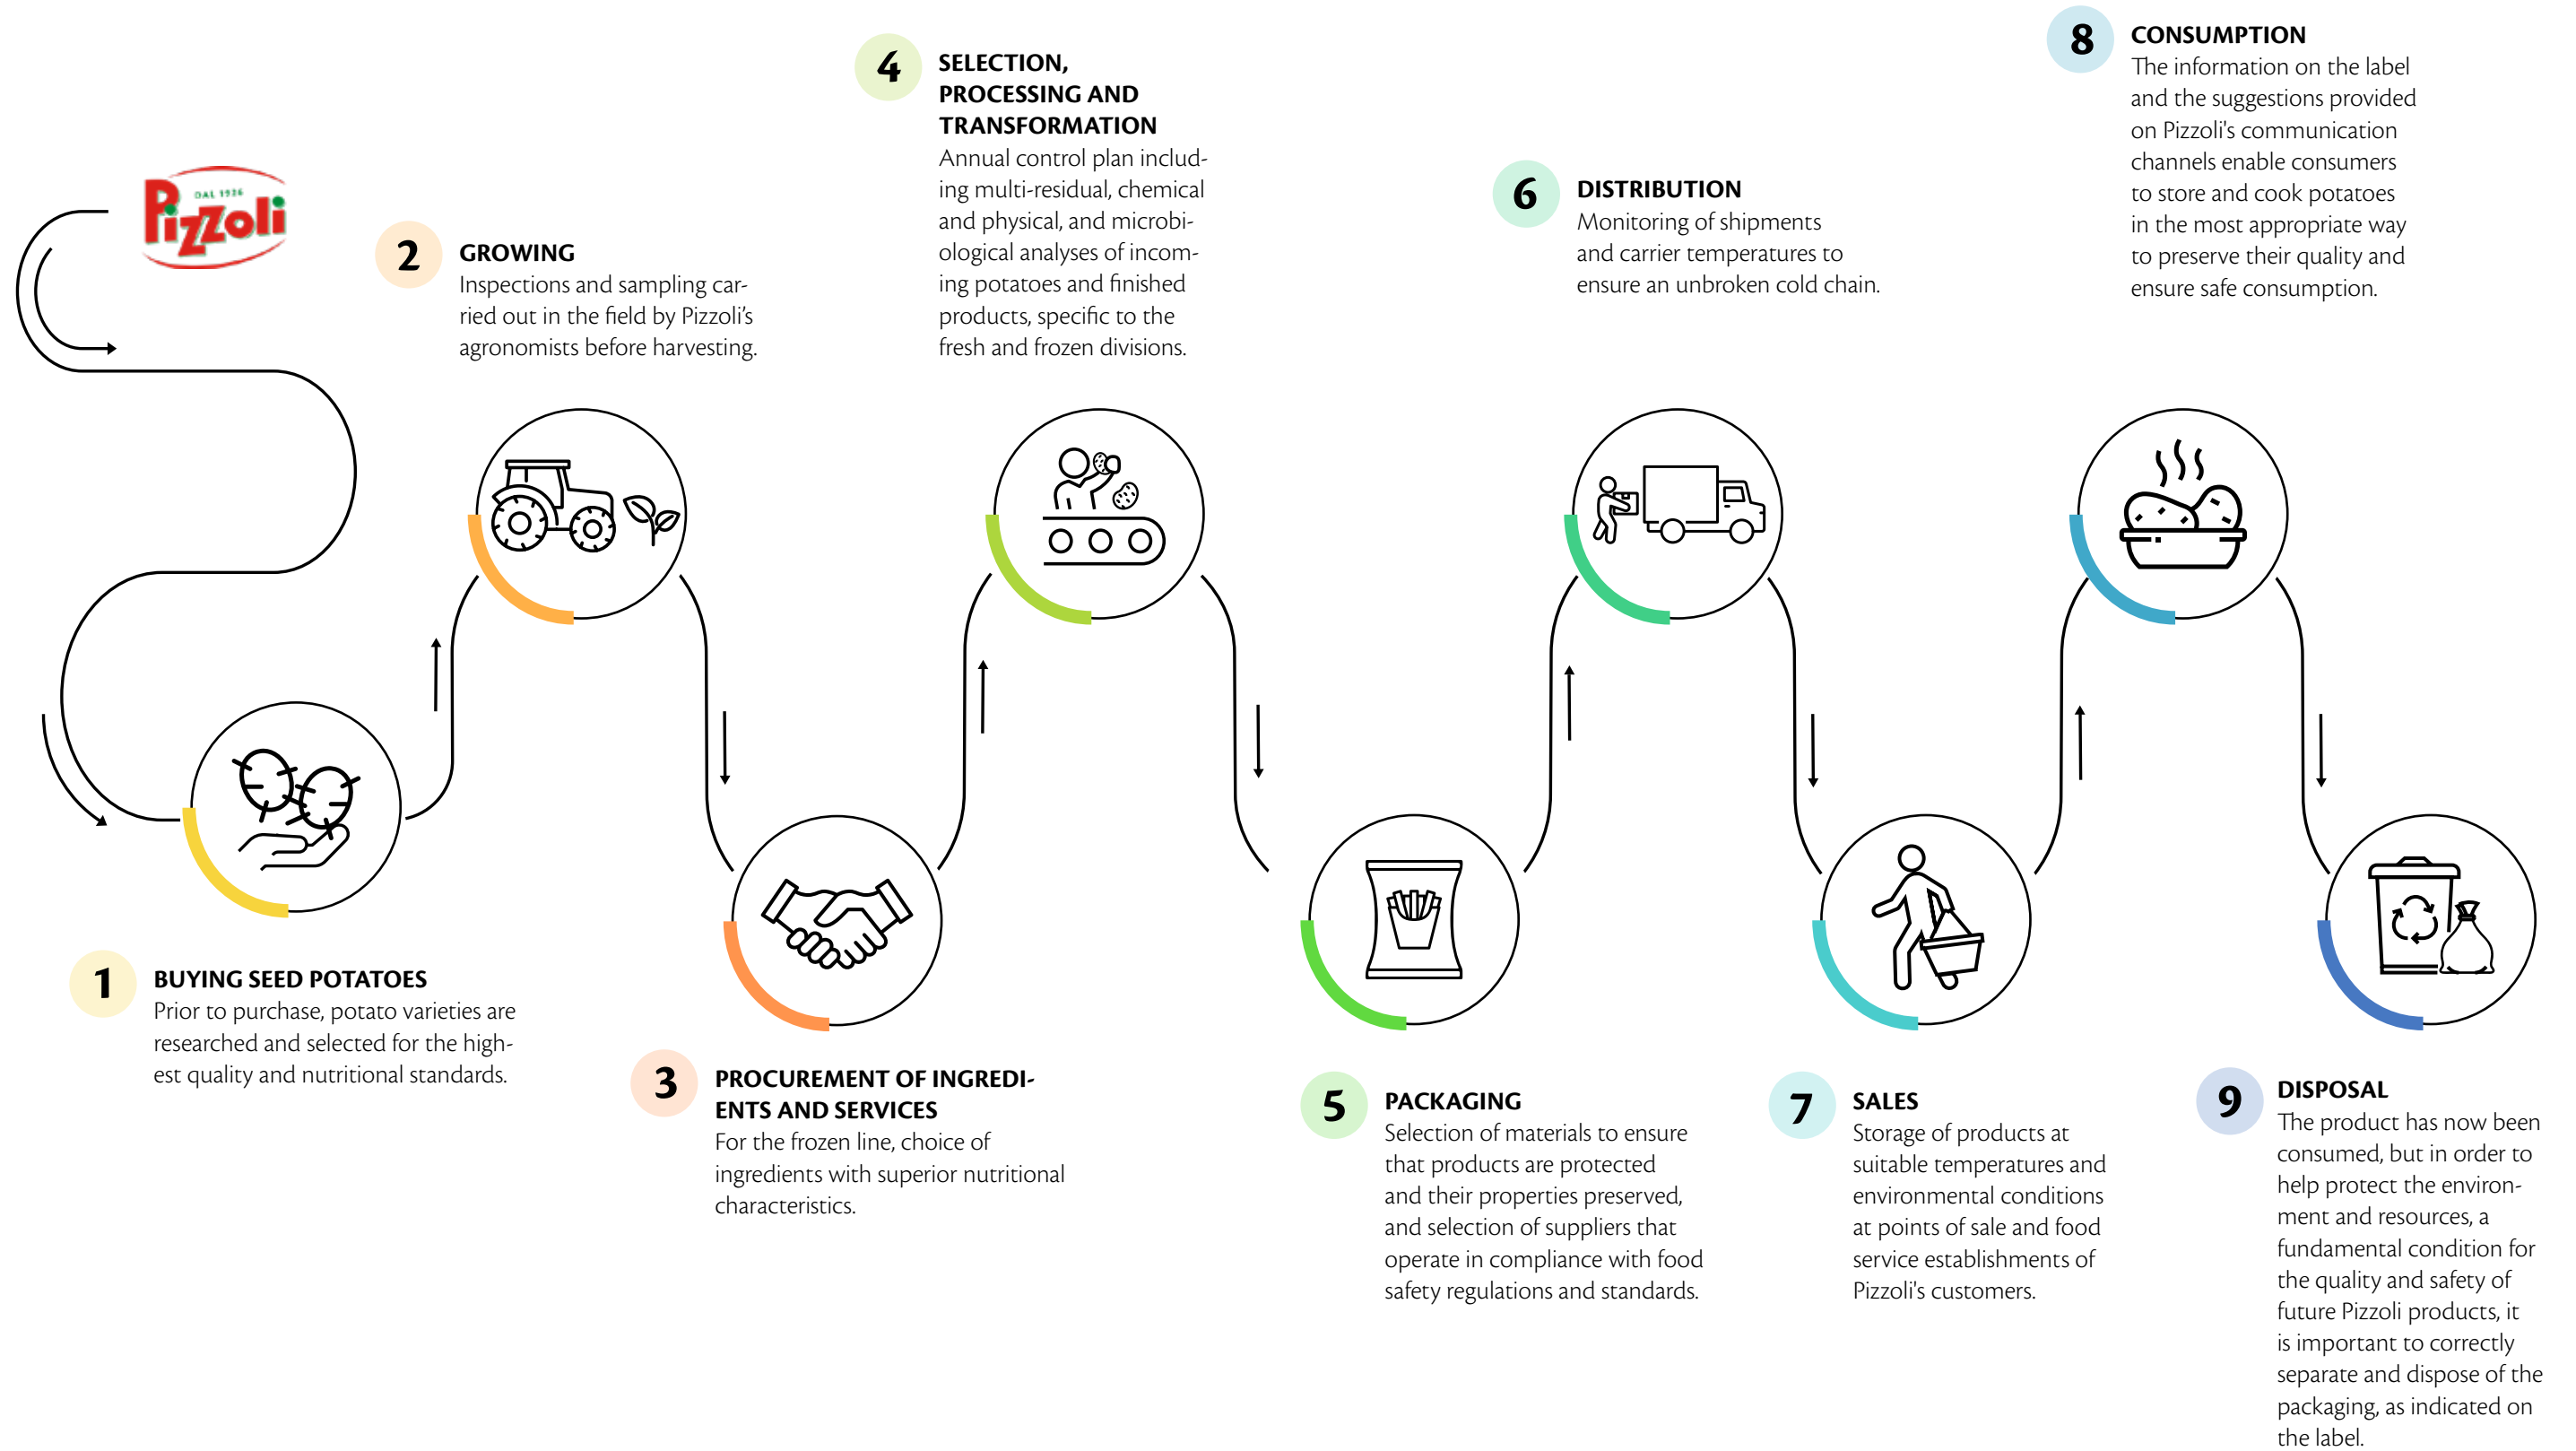 DAL 1936
Pizzoli
1
BUYING SEED POTATOES
Prior to purchase, potato varieties are
researched and selected for the high-
est quality and nutritional standards.
2
GROWING
Inspections and sampling car-
ried out in the field by Pizzoli’s
agronomists before harvesting.
3
PROCUREMENT OF INGREDI-
ENTS AND SERVICES
For the frozen line, choice of
ingredients with superior nutritional
characteristics.
4
SELECTION,
PROCESSING AND
TRANSFORMATION
Annual control plan includ-
ing multi-residual, chemical
and physical, and microbi-
ological analyses of incom-
ing potatoes and finished
products, specific to the
fresh and frozen divisions.
5
PACKAGING
Selection of materials to ensure
that products are protected
and their properties preserved,
and selection of suppliers that
operate in compliance with food
safety regulations and standards.
6
DISTRIBUTION
Monitoring of shipments
and carrier temperatures to
ensure an unbroken cold chain.
7
SALES
Storage of products at
suitable temperatures and
environmental conditions
at points of sale and food
service establishments of
Pizzoli's customers.
8
CONSUMPTION
The information on the label
and the suggestions provided
on Pizzoli's communication
channels enable consumers
to store and cook potatoes
in the most appropriate way
to preserve their quality and
ensure safe consumption.
9
DISPOSAL
The product has now been
consumed, but in order to
help protect the environ-
ment and resources, a
fundamental condition for
the quality and safety of
future Pizzoli products, it
is important to correctly
separate and dispose of the
packaging, as indicated on
the label.